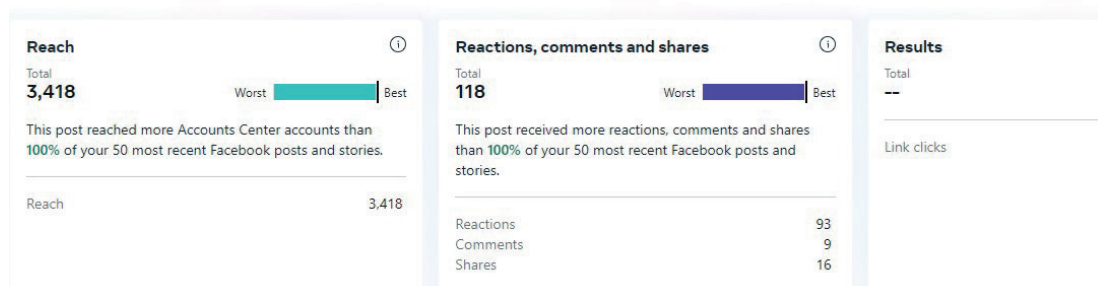 Reach
Total
3,418
Worst
Best
This post reached more Accounts Center accounts than
100% of your 50 most recent Facebook posts and stories.
Reach 3,418
Reactions, comments and shares
Total
118
Worst
Best
This post received more reactions, comments and shares
than 100% of your 50 most recent Facebook posts and
stories.
Reactions 93
Comments 9
Shares 16
Results
Total
--
Link clicks